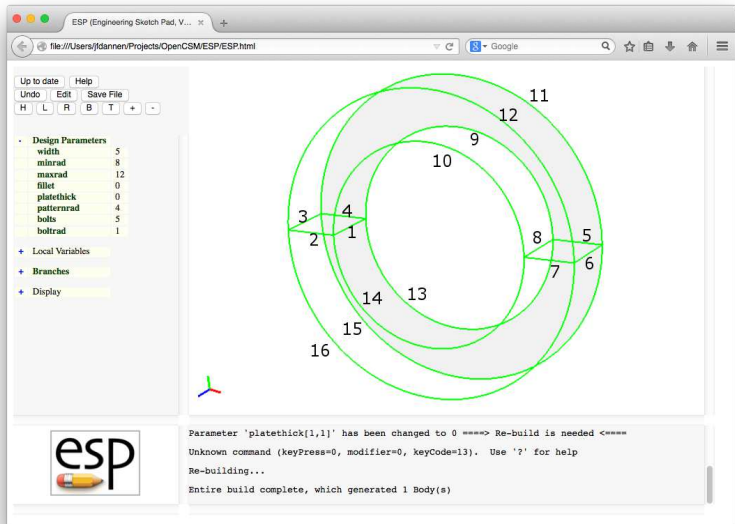 ESP (Engineering Sketch Pad, V...
file:///Users/jfdannen/Projects/OpenCSM/ESP/ESP.html
Google
Up to date Help
Undo Edit Save File
H L R B T + -
- Design Parameters
width 5
minrad 8
maxrad 12
fillet 0
platethick 0
patternrad 4
bolts 5
boltrad 1
+ Local Variables
+ Branches
+ Display
11
12
9
10
3 4
2 1
8 5
7 6
14 13
15
16
esp
Parameter 'platethick[1,1]' has been changed to 0 ====> Re-build is needed <====
Unknown command (keyPress=0, modifier=0, keyCode=13). Use '?' for help
Re-building...
Entire build complete, which generated 1 Body(s)